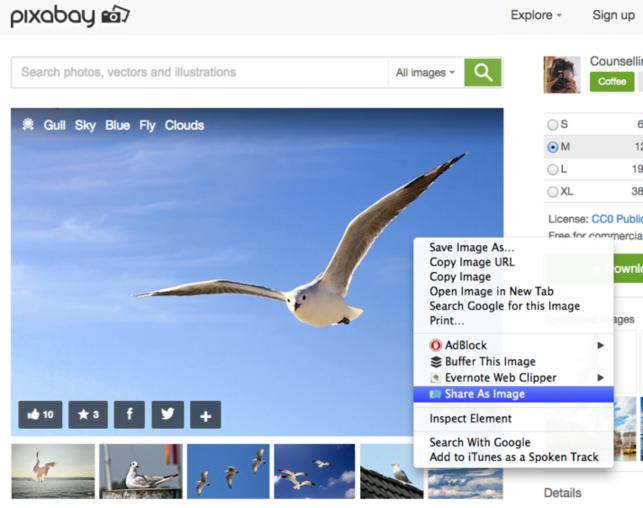 pixabay
Explore
Sign up
Search photos, vectors and illustrations
All images
Counsellin
Coffee
Gull Sky Blue Fly Clouds
S 6
M 12
L 19
XL 38
License: CC0 Public
Free for commercia
Save Image As...
Copy Image URL
Copy Image
Open Image in New Tab
Search Google for this Image
Print...
AdBlock
Buffer This Image
Evernote Web Clipper
Share As Image
Inspect Element
Search With Google
Add to iTunes as a Spoken Track
ownlo
ages
10
3
f
+
Details